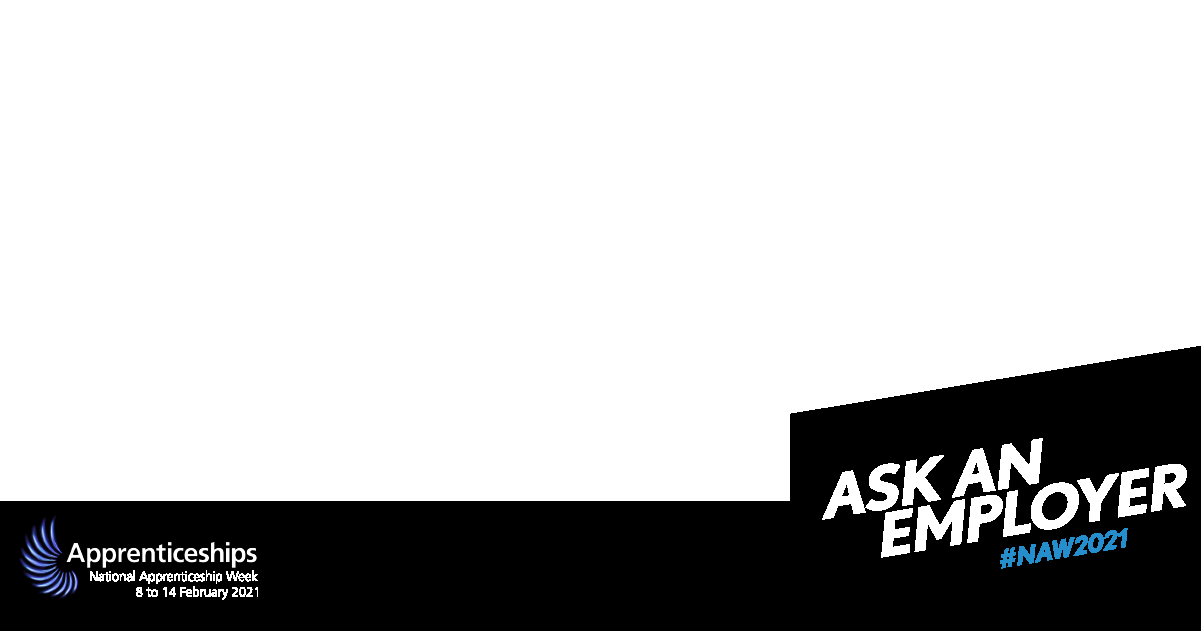 ASK AN
EMPLOYER
#NAW2021
Apprenticeships
National Apprenticeship Week
8 to 14 February 2021